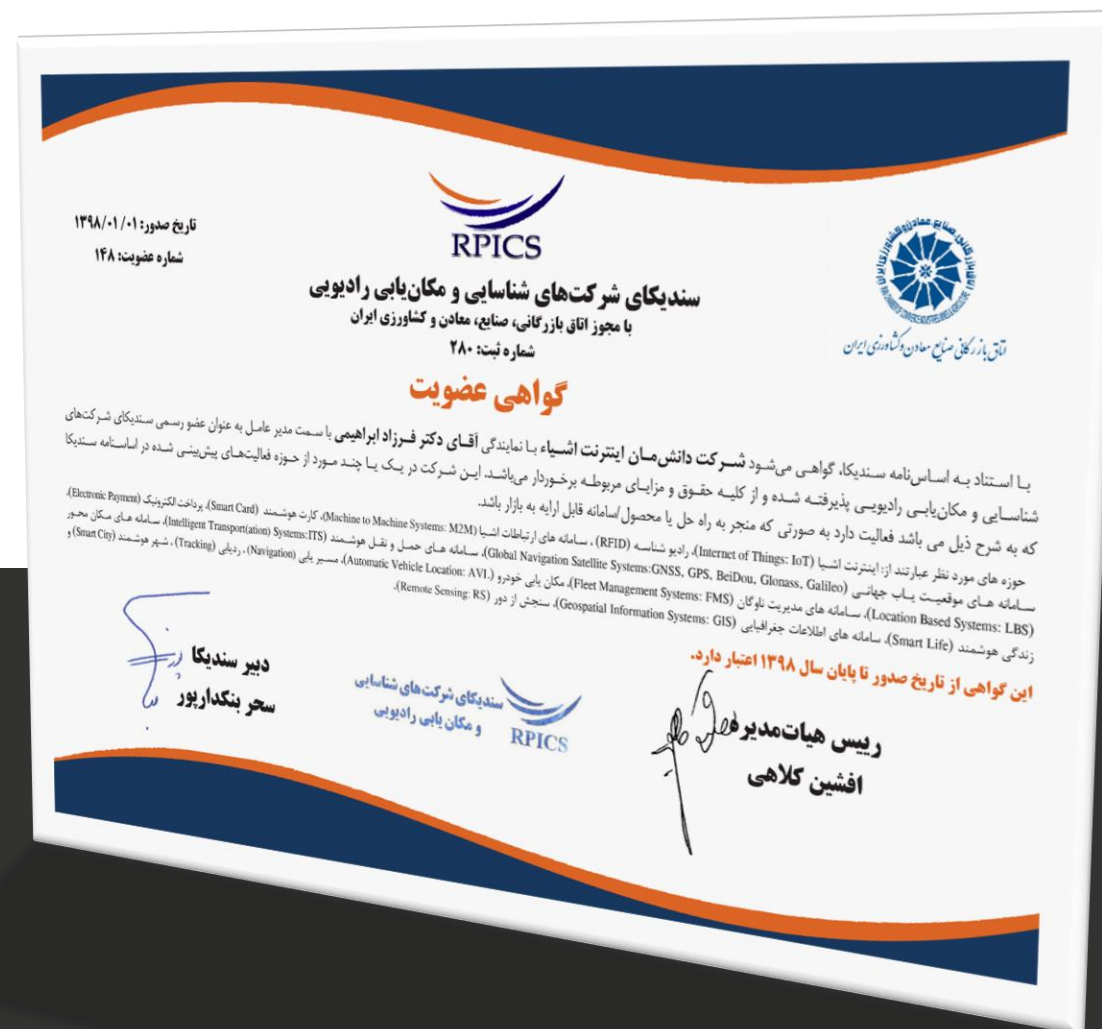 تاریخ صدور: ۱۳۹۸/۰۱/۰۱
شماره عضویت: ۱۴۸
RPICS
سندیکای شرکت‌های شناسایی و مکان‌یابی رادیویی
با مجوز اتاق بازرگانی، صنایع، معادن و کشاورزی ایران
شماره ثبت: ۲۸۰
اتاق بازرگانی صنایع معادن و کشاورزی ایران
گواهی عضویت
با استناد به اساس‌نامه سندیکا، گواهی می‌شود شرکت دانش‌مان اینترنت اشیاء با نمایندگی آقای دکتر فرزاد ابراهیمی با سمت مدیر عامل به عنوان عضو رسمی سندیکای شرکت‌های
شناسایی و مکان‌یابی رادیویی پذیرفته شده و از کلیه حقوق و مزایای مربوطه برخوردار می‌باشد. این شرکت در یک یا چند مورد از حوزه فعالیت‌های پیش‌بینی شده در اساسنامه سندیکا
که به شرح ذیل می باشد فعالیت دارد به صورتی که منجر به راه حل یا محصول/سامانه قابل ارایه به بازار باشد.
حوزه های مورد نظر عبارتند از: اینترنت اشیا (Internet of Things: IoT)، رادیو شناسه (RFID) ، سامانه های ارتباطات اشیا (Machine to Machine Systems: M2M)، کارت هوشمند (Smart Card)، پرداخت الکترونیک (Electronic Payment)،
سامانه های موقعیت یاب جهانی (Global Navigation Satellite Systems:GNSS, GPS, BeiDou, Glonass, Galileo)، سامانه های حمل و نقل هوشمند (Intelligent Transport(ation) Systems:ITS)، سامانه های مکان محور
(Location Based Systems: LBS)، سامانه های مدیریت ناوگان (Fleet Management Systems: FMS)، مکان یابی خودرو (Automatic Vehicle Location: AVL)، مسیر یابی (Navigation)، ردیابی (Tracking) ، شهر هوشمند (Smart City) و
زندگی هوشمند (Smart Life)، سامانه های اطلاعات جغرافیایی (Geospatial Information Systems: GIS)، سنجش از دور (Remote Sensing: RS).
این گواهی از تاریخ صدور تا پایان سال ۱۳۹۸ اعتبار دارد.
رییس هیات‌مدیره
افشین کلاهی
سندیکای شرکت‌های شناسایی
و مکان یابی رادیویی
RPICS
دبیر سندیکا
سحر بنکدارپور